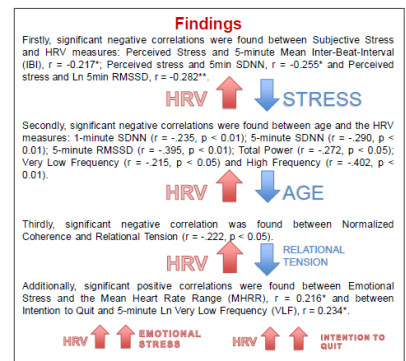 Findings
Firstly, significant negative correlations were found between Subjective Stress
and HRV measures: Perceived Stress and 5-minute Mean Inter-Beat-Interval
(IBI), r = -0.217*; Perceived stress and 5min SDNN, r = -0.255* and Perceived
stress and Ln 5min RMSSD, r = -0.282**.
HRV STRESS
Secondly, significant negative correlations were found between age and the HRV
measures: 1-minute SDNN (r = -.235, p < 0.01); 5-minute SDNN (r = -.290, p <
0.01); 5-minute RMSSD (r = -.395, p < 0.01); Total Power (r = -.272, p < 0.05);
Very Low Frequency (r = -.215, p < 0.05) and High Frequency (r = -.402, p <
0.01).
HRV AGE
Thirdly, significant negative correlation was found between Normalized
Coherence and Relational Tension (r = -.222, p < 0.05).
HRV RELATIONAL
TENSION
Additionally, significant positive correlations were found between Emotional
Stress and the Mean Heart Rate Range (MHRR), r = 0.216* and between
Intention to Quit and 5-minute Ln Very Low Frequency (VLF), r = 0.234*.
HRV EMOTIONAL
STRESS
HRV INTENTION TO
QUIT